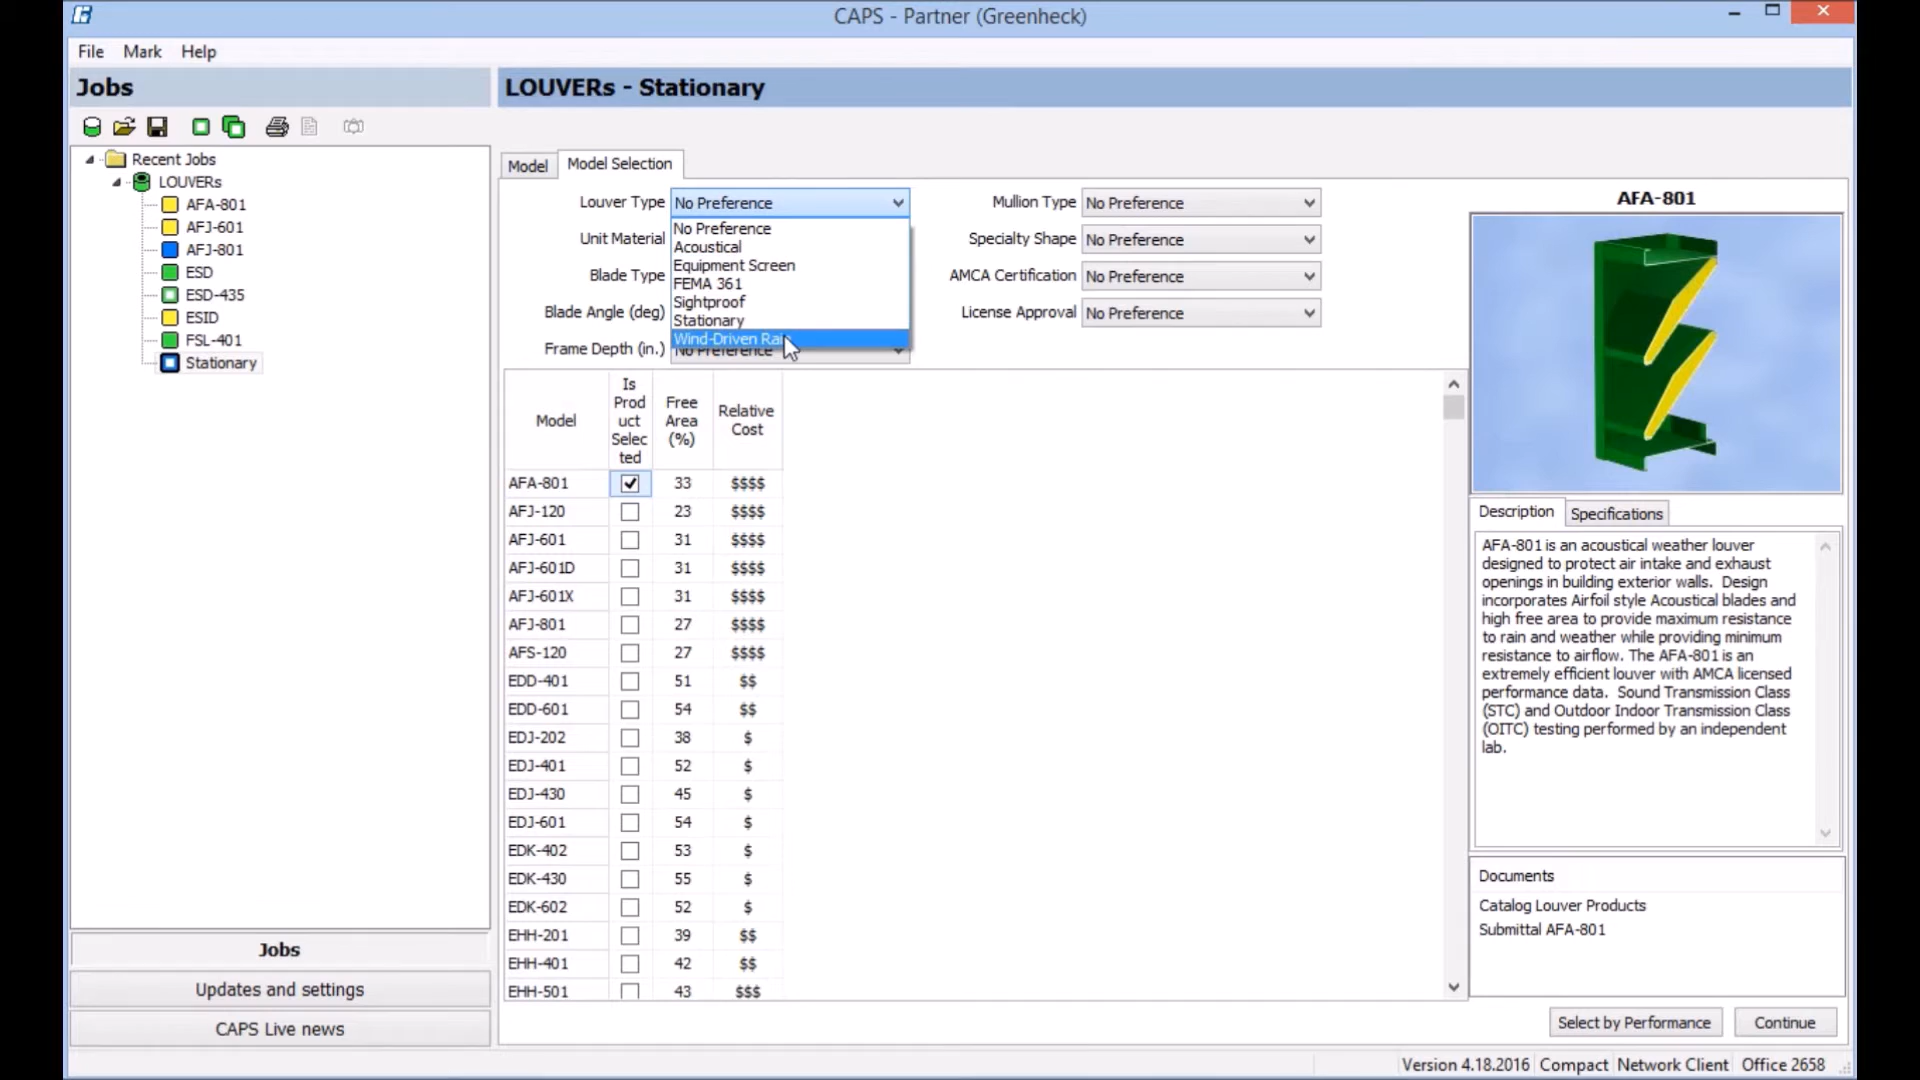 CAPS - Partner (Greenheck)
File Mark Help
Jobs
LOUVERs - Stationary
Recent Jobs
LOUVERs
AFA-801
AFJ-601
AFJ-801
ESD
ESD-435
ESID
FSL-401
Stationary
Jobs
Updates and settings
CAPS Live news
Model Model Selection
Louver Type No Preference
No Preference
Acoustical
Equipment Screen
FEMA 361
Sightproof
Stationary
Wind-Driven Rain
Unit Material
Blade Type
Blade Angle (deg)
Frame Depth (in.) No Preference
Mullion Type No Preference
Specialty Shape No Preference
AMCA Certification No Preference
License Approval No Preference
Model Is Prod uct Selec ted Free Area (%) Relative Cost
AFA-801 33 $$$$
AFJ-120 23 $$$$
AFJ-601 31 $$$$
AFJ-601D 31 $$$$
AFJ-601X 31 $$$$
AFJ-801 27 $$$$
AFS-120 27 $$$$
EDD-401 51 $$
EDD-601 54 $$
EDJ-202 38 $
EDJ-401 52 $
EDJ-430 45 $
EDJ-601 54 $
EDK-402 53 $
EDK-430 55 $
EDK-602 52 $
EHH-201 39 $$
EHH-401 42 $$
EHH-501 43 $$$
AFA-801
Description Specifications
AFA-801 is an acoustical weather louver
designed to protect air intake and exhaust
openings in building exterior walls. Design
incorporates Airfoil style Acoustical blades and
high free area to provide maximum resistance
to rain and weather while providing minimum
resistance to airflow. The AFA-801 is an
extremely efficient louver with AMCA licensed
performance data. Sound Transmission Class
(STC) and Outdoor Indoor Transmission Class
(OITC) testing performed by an independent
lab.
Documents
Catalog Louver Products
Submittal AFA-801
Select by Performance Continue
Version 4.18.2016 Compact Network Client Office 2658